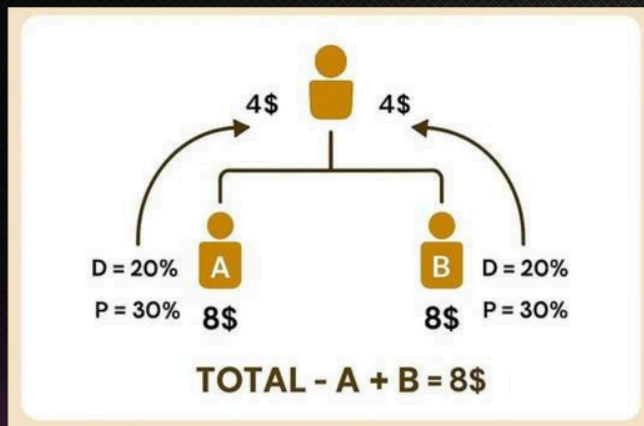 4$ 4$
A B
D = 20% D = 20%
P = 30% P = 30%
8$ 8$
TOTAL - A + B = 8$